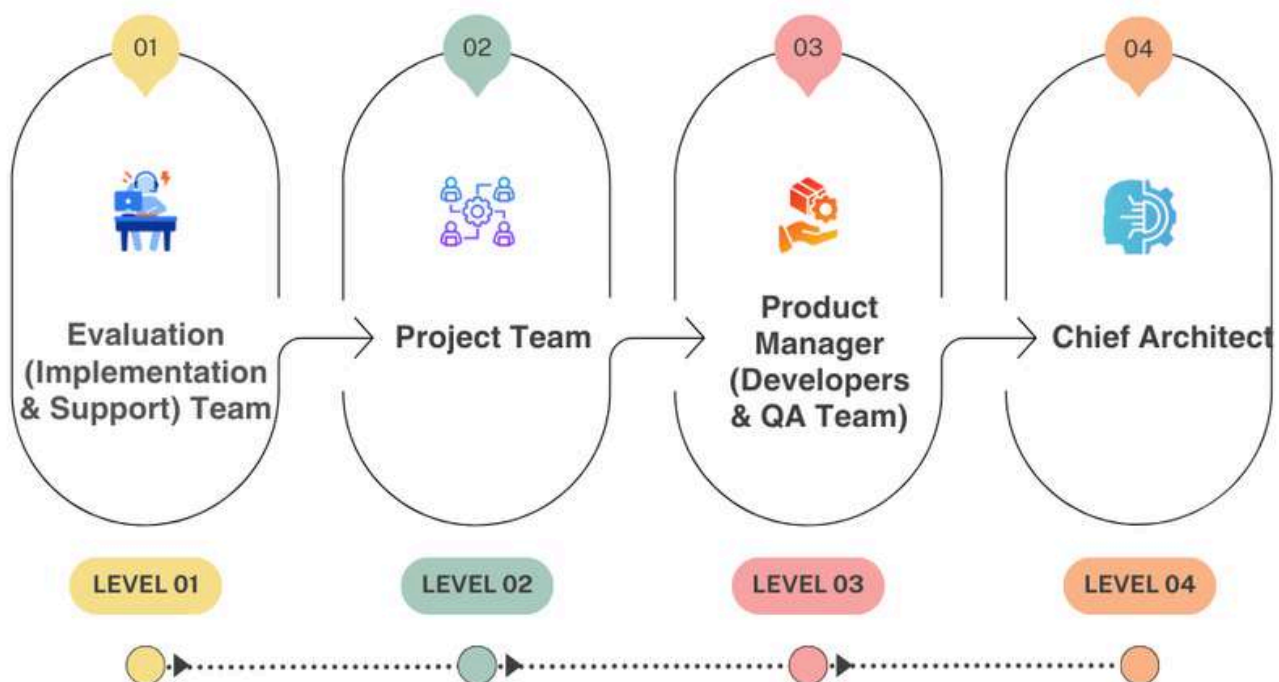 01
02
03
04
Evaluation
(Implementation
& Support) Team
Project Team
Product
Manager
(Developers
& QA Team)
Chief Architect
LEVEL 01
LEVEL 02
LEVEL 03
LEVEL 04